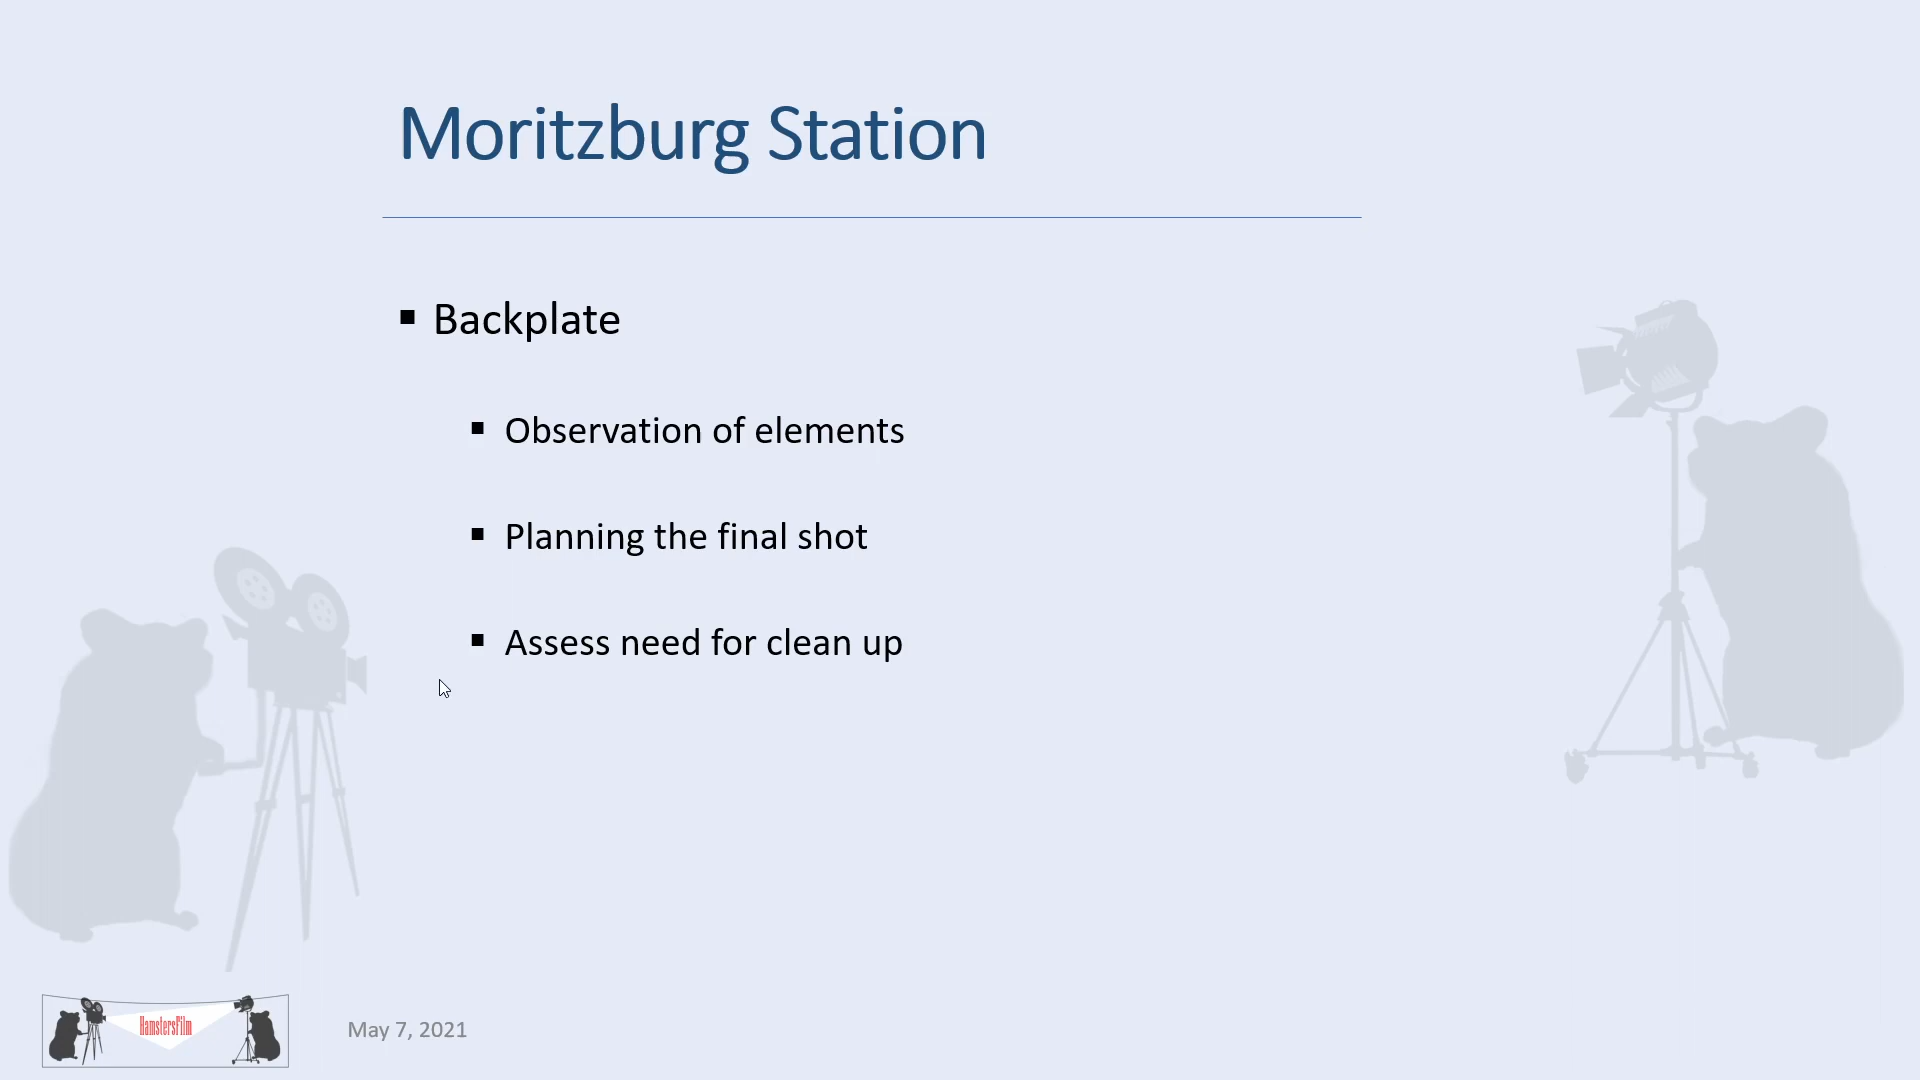 Moritzburg Station
Backplate
Observation of elements
Planning the final shot
Assess need for clean up
HamstersFilm
May 7, 2021